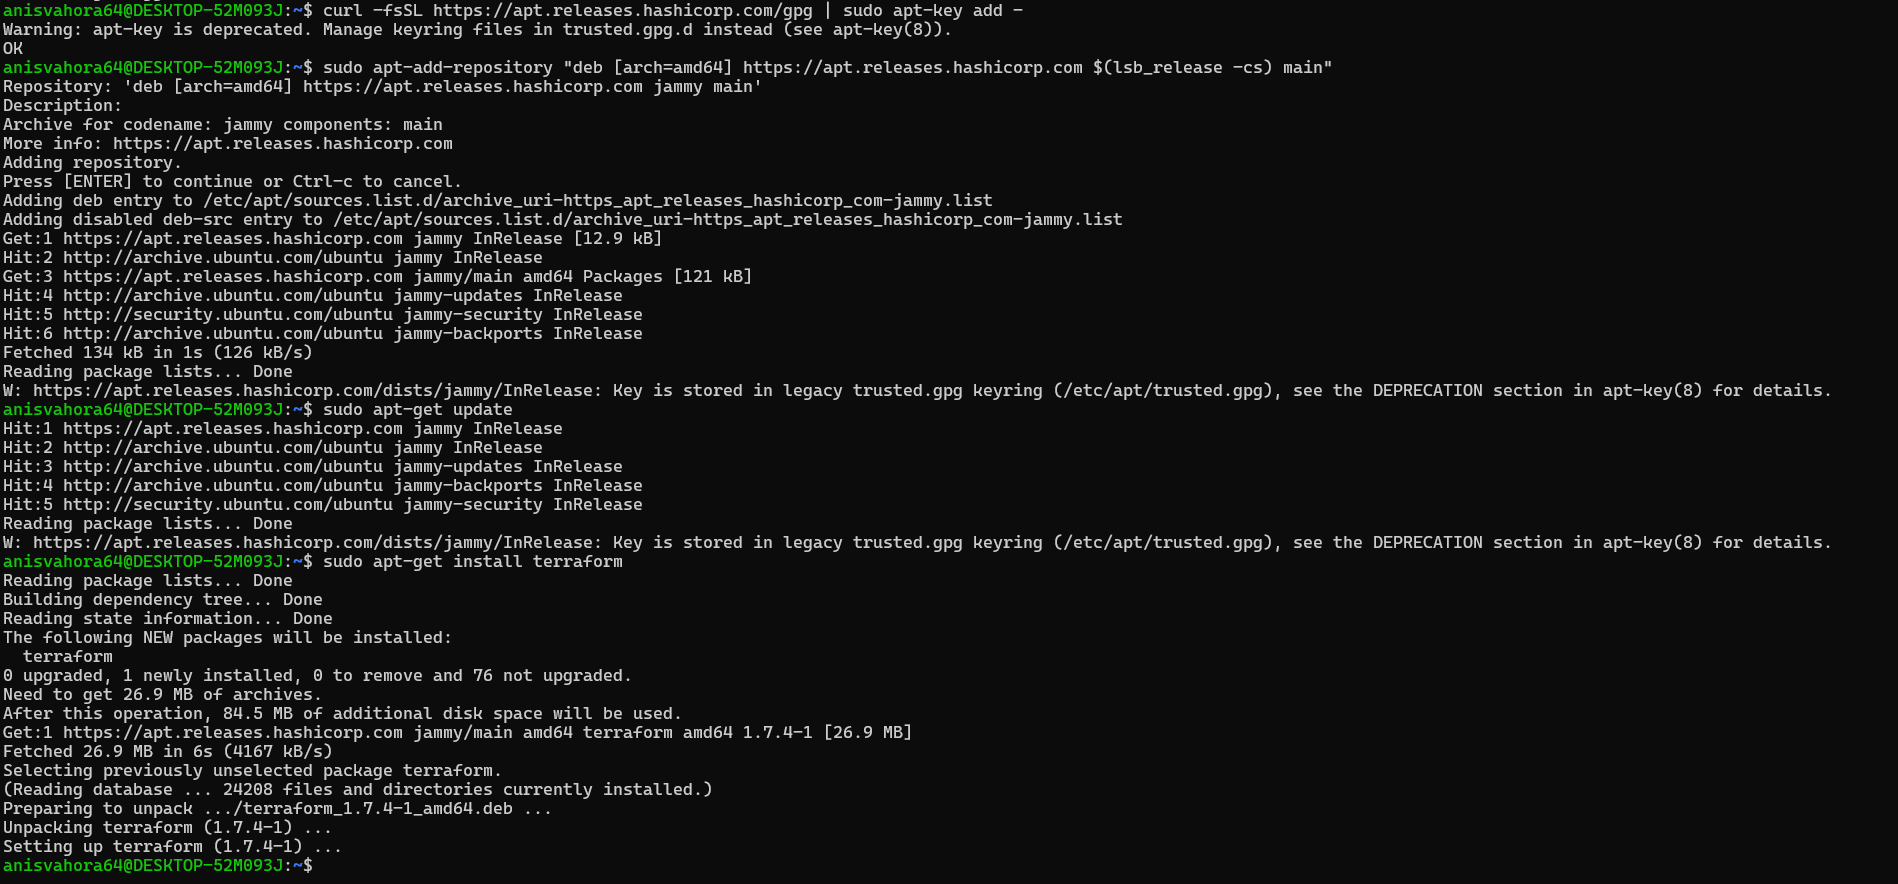 anisvahora64@DESKTOP-52M093J:~$ curl -fsSL https://apt.releases.hashicorp.com/gpg | sudo apt-key add -
Warning: apt-key is deprecated. Manage keyring files in trusted.gpg.d instead (see apt-key(8)).
OK
anisvahora64@DESKTOP-52M093J:~$ sudo apt-add-repository "deb [arch=amd64] https://apt.releases.hashicorp.com $(lsb_release -cs) main"
Repository: 'deb [arch=amd64] https://apt.releases.hashicorp.com jammy main'
Description:
Archive for codename: jammy components: main
More info: https://apt.releases.hashicorp.com
Adding repository.
Press [ENTER] to continue or Ctrl-c to cancel.
Adding deb entry to /etc/apt/sources.list.d/archive_uri-https_apt_releases_hashicorp_com-jammy.list
Adding disabled deb-src entry to /etc/apt/sources.list.d/archive_uri-https_apt_releases_hashicorp_com-jammy.list
Get:1 https://apt.releases.hashicorp.com jammy InRelease [12.9 kB]
Hit:2 http://archive.ubuntu.com/ubuntu jammy InRelease
Get:3 https://apt.releases.hashicorp.com jammy/main amd64 Packages [121 kB]
Hit:4 http://archive.ubuntu.com/ubuntu jammy-updates InRelease
Hit:5 http://security.ubuntu.com/ubuntu jammy-security InRelease
Hit:6 http://archive.ubuntu.com/ubuntu jammy-backports InRelease
Fetched 134 kB in 1s (126 kB/s)
Reading package lists... Done
W: https://apt.releases.hashicorp.com/dists/jammy/InRelease: Key is stored in legacy trusted.gpg keyring (/etc/apt/trusted.gpg), see the DEPRECATION section in apt-key(8) for details.
anisvahora64@DESKTOP-52M093J:~$ sudo apt-get update
Hit:1 https://apt.releases.hashicorp.com jammy InRelease
Hit:2 http://archive.ubuntu.com/ubuntu jammy InRelease
Hit:3 http://archive.ubuntu.com/ubuntu jammy-updates InRelease
Hit:4 http://archive.ubuntu.com/ubuntu jammy-backports InRelease
Hit:5 http://security.ubuntu.com/ubuntu jammy-security InRelease
Reading package lists... Done
W: https://apt.releases.hashicorp.com/dists/jammy/InRelease: Key is stored in legacy trusted.gpg keyring (/etc/apt/trusted.gpg), see the DEPRECATION section in apt-key(8) for details.
anisvahora64@DESKTOP-52M093J:~$ sudo apt-get install terraform
Reading package lists... Done
Building dependency tree... Done
Reading state information... Done
The following NEW packages will be installed:
  terraform
0 upgraded, 1 newly installed, 0 to remove and 76 not upgraded.
Need to get 26.9 MB of archives.
After this operation, 84.5 MB of additional disk space will be used.
Get:1 https://apt.releases.hashicorp.com jammy/main amd64 terraform amd64 1.7.4-1 [26.9 MB]
Fetched 26.9 MB in 6s (4167 kB/s)
Selecting previously unselected package terraform.
(Reading database ... 24208 files and directories currently installed.)
Preparing to unpack .../terraform_1.7.4-1_amd64.deb ...
Unpacking terraform (1.7.4-1) ...
Setting up terraform (1.7.4-1) ...
anisvahora64@DESKTOP-52M093J:~$